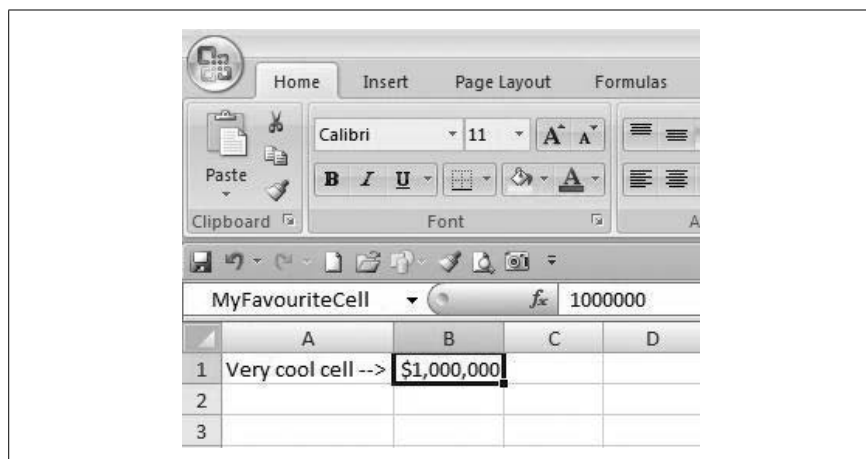 Home Insert Page Layout Formulas
Calibri 11 A A
Paste B I U A
Clipboard Font
MyFavouriteCell fx 1000000
A B C D
1 Very cool cell --> $1,000,000
2
3